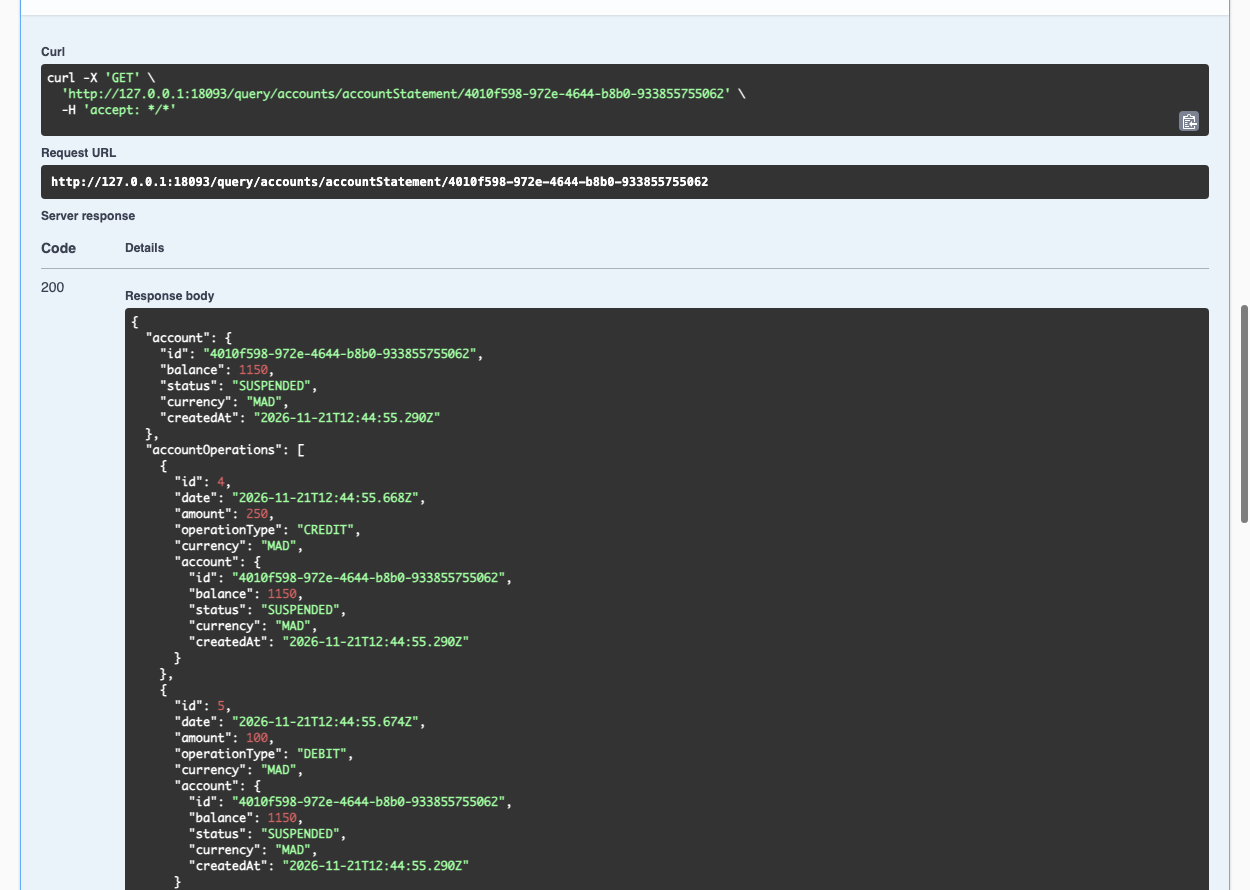 Curl
curl -X 'GET' \
  'http://127.0.0.1:18093/query/accounts/accountStatement/4010f598-972e-4644-b8b0-933855755062' \
  -H 'accept: */*'
Request URL
http://127.0.0.1:18093/query/accounts/accountStatement/4010f598-972e-4644-b8b0-933855755062
Server response
Code Details
200
Response body
{
  "account": {
    "id": "4010f598-972e-4644-b8b0-933855755062",
    "balance": 1150,
    "status": "SUSPENDED",
    "currency": "MAD",
    "createdAt": "2026-11-21T12:44:55.290Z"
  },
  "accountOperations": [
    {
      "id": 4,
      "date": "2026-11-21T12:44:55.668Z",
      "amount": 250,
      "operationType": "CREDIT",
      "currency": "MAD",
      "account": {
        "id": "4010f598-972e-4644-b8b0-933855755062",
        "balance": 1150,
        "status": "SUSPENDED",
        "currency": "MAD",
        "createdAt": "2026-11-21T12:44:55.290Z"
      }
    },
    {
      "id": 5,
      "date": "2026-11-21T12:44:55.674Z",
      "amount": 100,
      "operationType": "DEBIT",
      "currency": "MAD",
      "account": {
        "id": "4010f598-972e-4644-b8b0-933855755062",
        "balance": 1150,
        "status": "SUSPENDED",
        "currency": "MAD",
        "createdAt": "2026-11-21T12:44:55.290Z"
      }